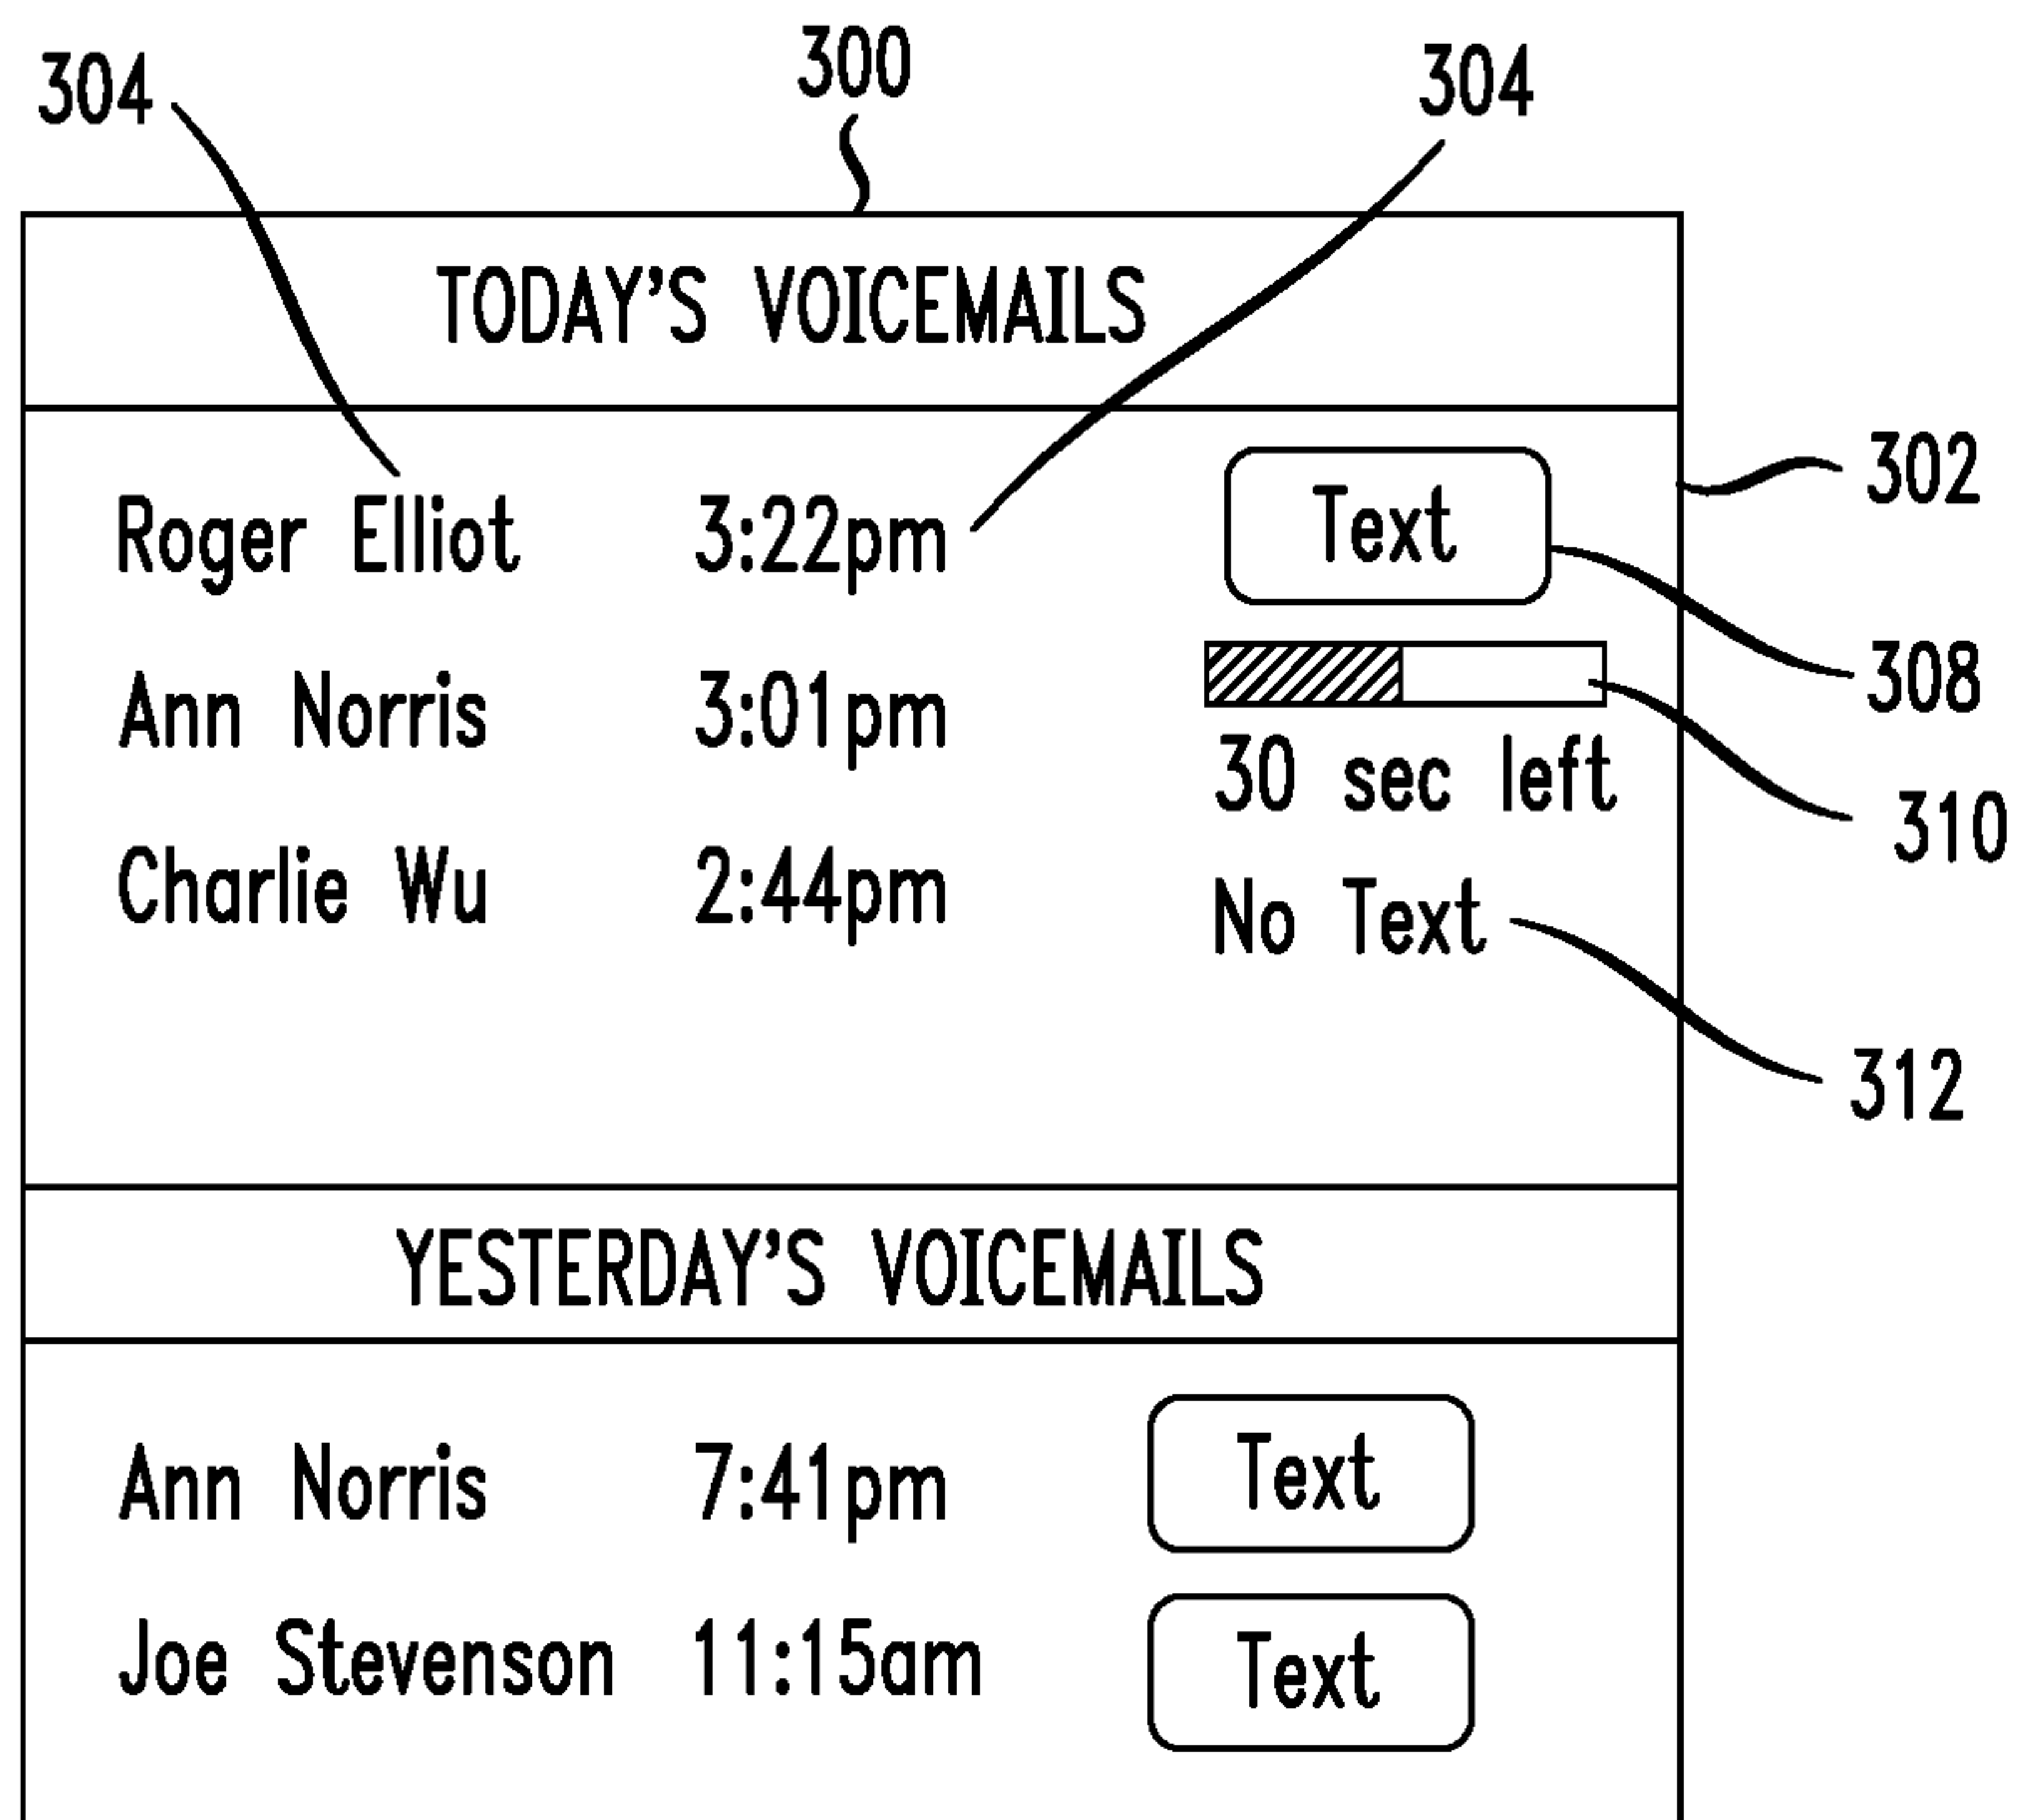 304 300 304
TODAY'S VOICEMAILS
Roger Elliot 3:22pm Text 302
308
Ann Norris 3:01pm
30 sec left 310
Charlie Wu 2:44pm No Text
312
YESTERDAY'S VOICEMAILS
Ann Norris 7:41pm Text
Joe Stevenson 11:15am Text